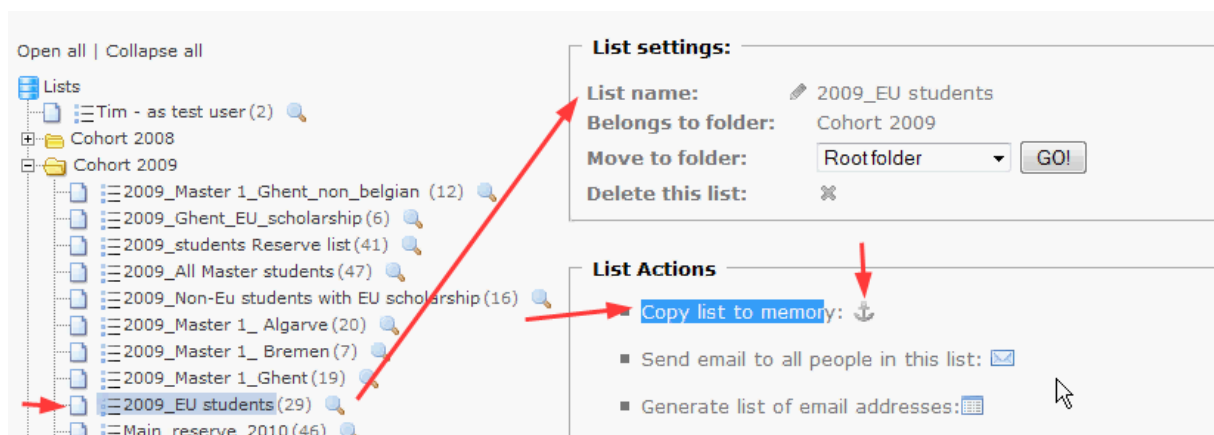 Open all | Collapse all
Lists
Tim - as test user (2)
Cohort 2008
Cohort 2009
2009_Master 1_Ghent_non_belgian (12)
2009_Ghent_EU_scholarship (6)
2009_students Reserve list (41)
2009_All Master students (47)
2009_Non-Eu students with EU scholarship (16)
2009_Master 1_ Algarve (20)
2009_Master 1_ Bremen (7)
2009_Master 1_Ghent (19)
2009_EU students (29)
Main_reserve_2010 (46)
List settings:
List name: 2009_EU students
Belongs to folder: Cohort 2009
Move to folder: Root folder GO!
Delete this list:
List Actions
Copy list to memory:
Send email to all people in this list:
Generate list of email addresses: